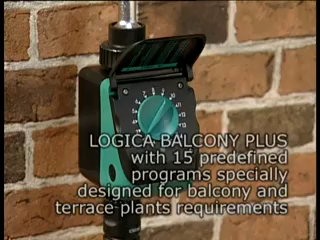 LOGICA BALCONY PLUS
with 15 predefined
programs specially
designed for balcony and
terrace plants requirements